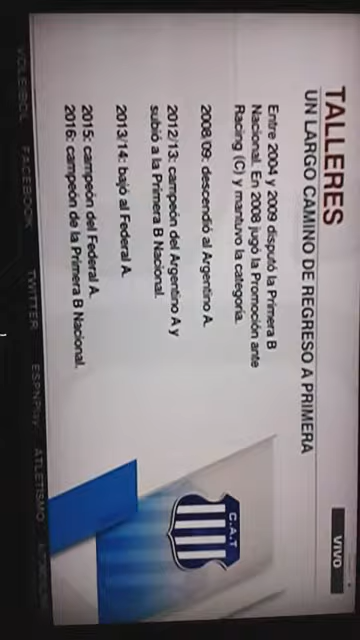 TALLERES
UN LARGO CAMINO DE REGRESO A PRIMERA
VIVO
Entre 2004 y 2009 disputó la Primera B
Nacional. En 2008 jugó la Promoción ante
Racing (C) y mantuvo la categoría.
2008/09: descendió al Argentino A.
2012/13: campeón del Argentino A y
subió a la Primera B Nacional.
2013/14: bajó al Federal A.
2015: campeón del Federal A.
2016: campeón de la Primera B Nacional.
C.A.T
VOLEIBOL FACEBOOK TWITTER ESPNPlay ATLETISMO